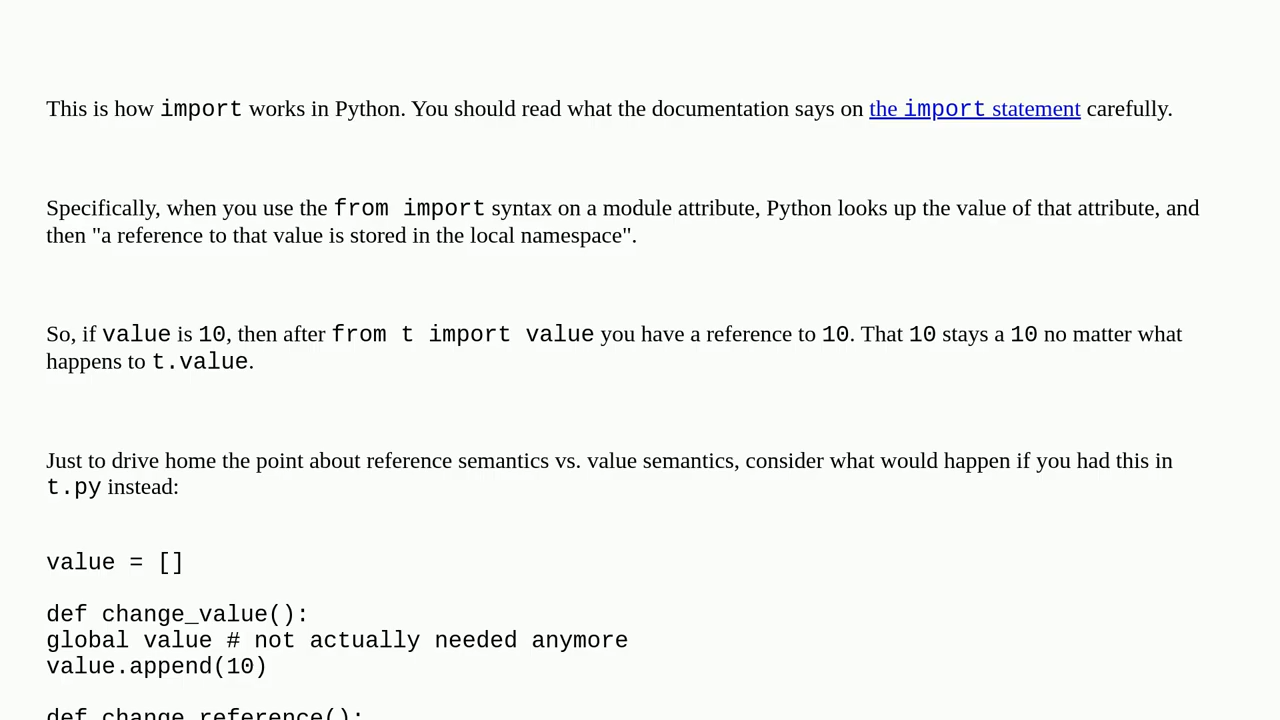 This is how import works in Python. You should read what the documentation says on the import statement carefully.
Specifically, when you use the from import syntax on a module attribute, Python looks up the value of that attribute, and
then "a reference to that value is stored in the local namespace".
So, if value is 10, then after from t import value you have a reference to 10. That 10 stays a 10 no matter what
happens to t.value.
Just to drive home the point about reference semantics vs. value semantics, consider what would happen if you had this in
t.py instead:
value = []
def change_value():
global value # not actually needed anymore
value.append(10)
def change_reference():